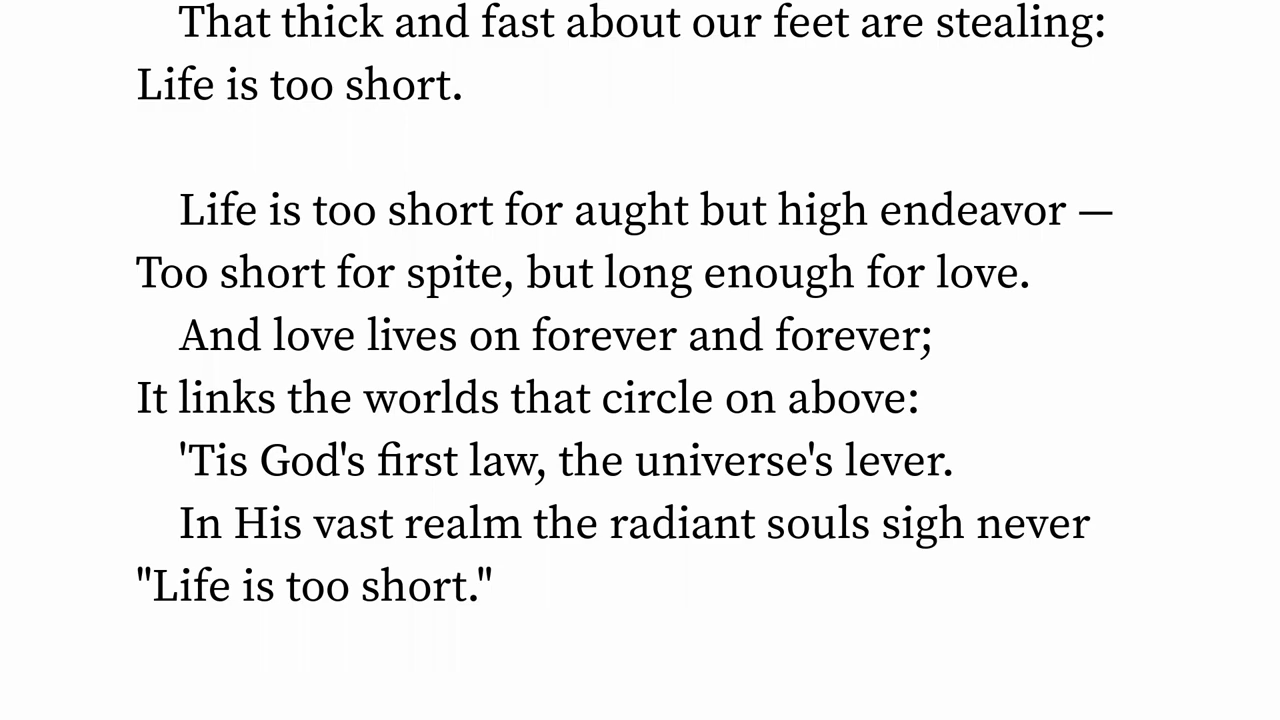 That thick and fast about our feet are stealing:
Life is too short.
Life is too short for aught but high endeavor —
Too short for spite, but long enough for love.
And love lives on forever and forever;
It links the worlds that circle on above:
'Tis God's first law, the universe's lever.
In His vast realm the radiant souls sigh never
"Life is too short."